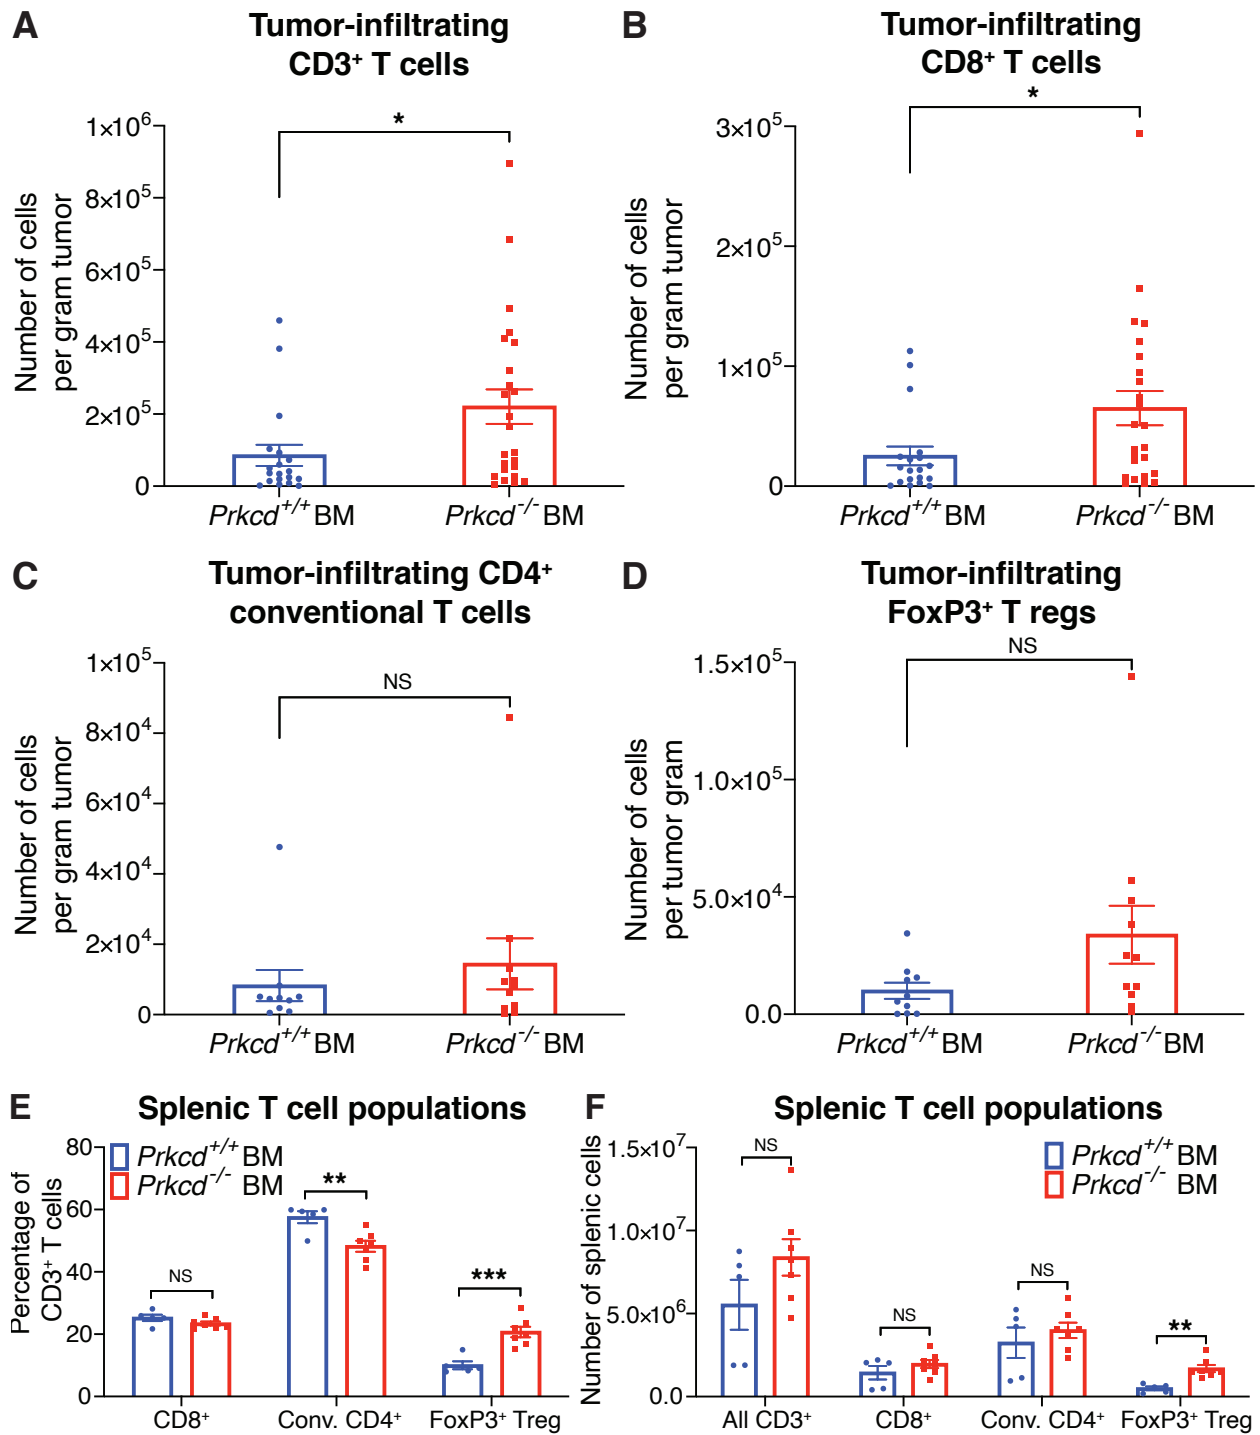 A
Tumor-infiltrating
CD3⁺ T cells
*
1×10⁶
8×10⁵
6×10⁵
4×10⁵
2×10⁵
0
Number of cells
per gram tumor
Prkcd⁺/⁺ BM
Prkcd⁻/⁻ BM
B
Tumor-infiltrating
CD8⁺ T cells
*
3×10⁵
2×10⁵
1×10⁵
0
Number of cells
per gram tumor
Prkcd⁺/⁺ BM
Prkcd⁻/⁻ BM
C
Tumor-infiltrating CD4⁺
conventional T cells
NS
1×10⁵
8×10⁴
6×10⁴
4×10⁴
2×10⁴
0
Number of cells
per gram tumor
Prkcd⁺/⁺ BM
Prkcd⁻/⁻ BM
D
Tumor-infiltrating
FoxP3⁺ T regs
NS
1.5×10⁵
1.0×10⁵
5.0×10⁴
0.0
Number of cells
per tumor gram
Prkcd⁺/⁺ BM
Prkcd⁻/⁻ BM
E
Splenic T cell populations
80
60
40
20
0
Percentage of
CD3⁺ T cells
Prkcd⁺/⁺ BM
Prkcd⁻/⁻ BM
NS
**
***
CD8⁺
Conv. CD4⁺
FoxP3⁺ Treg
F
Splenic T cell populations
1.5×10⁷
1.0×10⁷
5.0×10⁶
0.0
Number of splenic cells
Prkcd⁺/⁺ BM
Prkcd⁻/⁻ BM
NS
NS
NS
**
All CD3⁺
CD8⁺
Conv. CD4⁺
FoxP3⁺ Treg